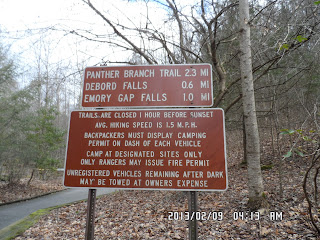 PANTHER BRANCH TRAIL 2.3 MI
DEBORD FALLS 0.6 MI
EMORY GAP FALLS 1.0 MI
TRAILS ARE CLOSED 1 HOUR BEFORE SUNSET
AVG. HIKING SPEED IS 1.5 M.P.H.
BACKPACKERS MUST DISPLAY CAMPING
PERMIT ON DASH OF EACH VEHICLE
CAMP AT DESIGNATED SITES ONLY
ONLY RANGERS MAY ISSUE FIRE PERMIT
UNREGISTERED VEHICLES REMAINING AFTER DARK
MAY BE TOWED AT OWNERS EXPENSE
2013/02/09 04:13 AM